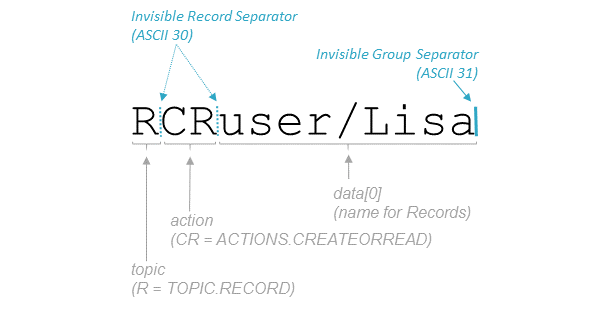 Invisible Record Separator
(ASCII 30)
Invisible Group Separator
(ASCII 31)
RCRuser/Lisa
data[0]
(name for Records)
action
(CR = ACTIONS.CREATEORREAD)
topic
(R = TOPIC.RECORD)